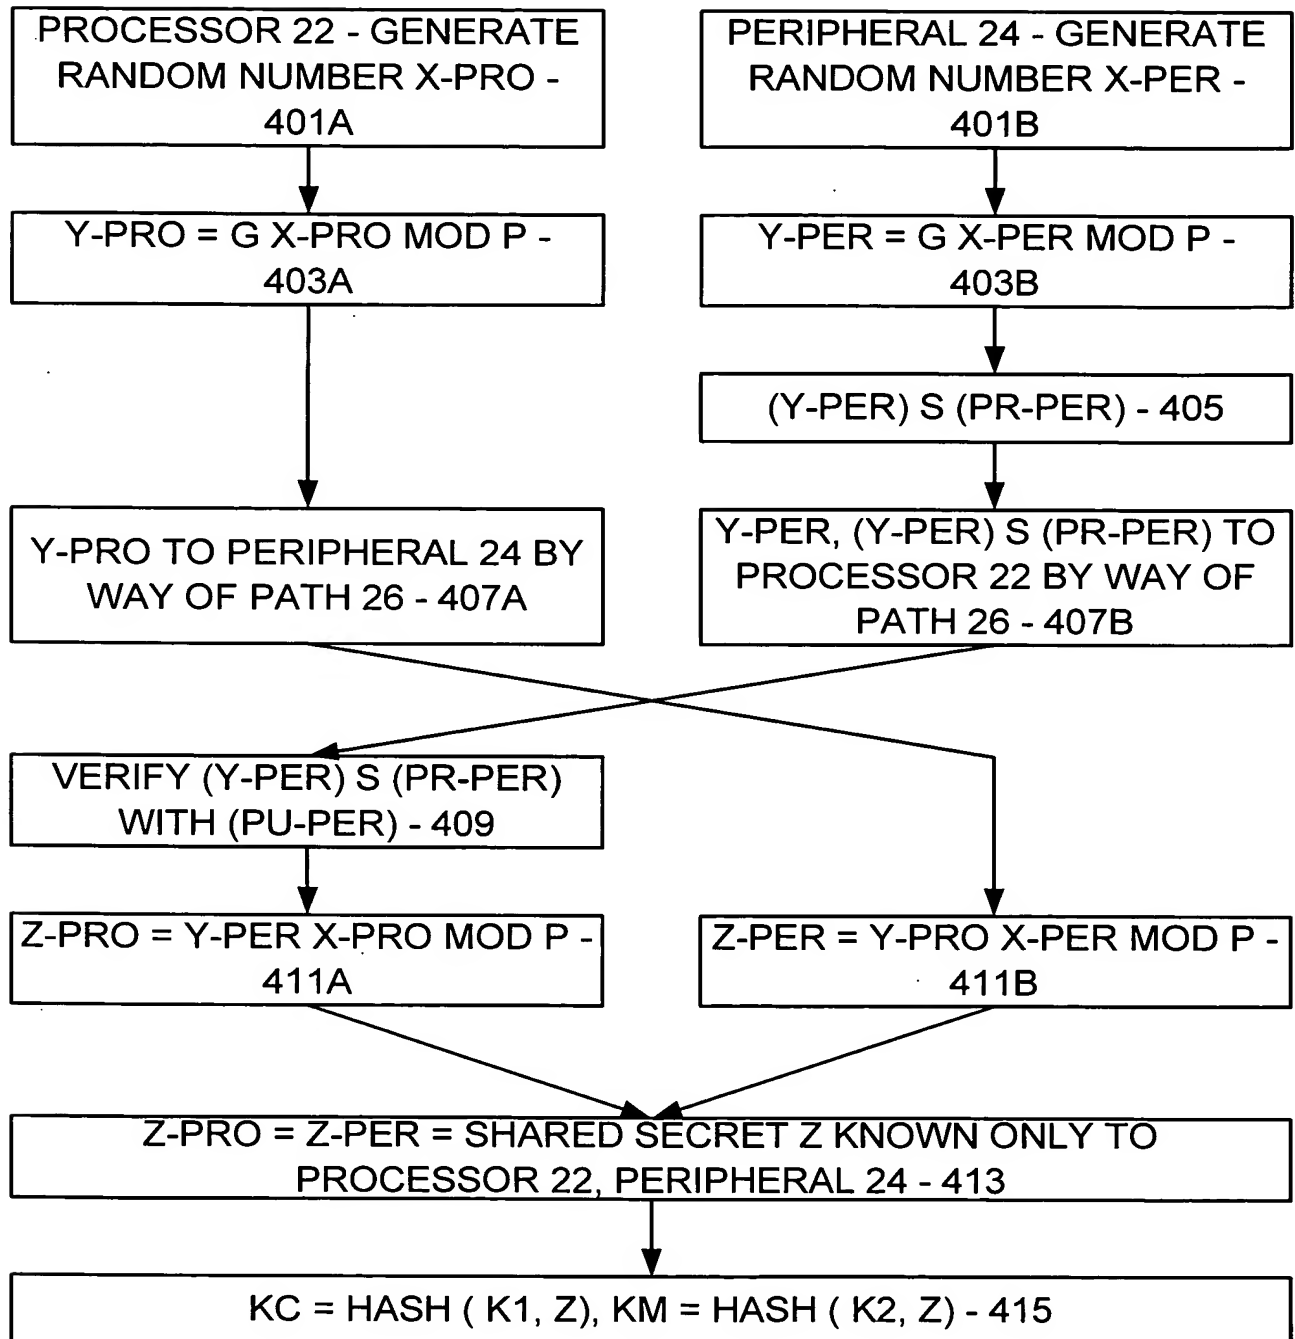 PROCESSOR 22 - GENERATE
RANDOM NUMBER X-PRO -
401A
PERIPHERAL 24 - GENERATE
RANDOM NUMBER X-PER -
401B
Y-PRO = G X-PRO MOD P -
403A
Y-PER = G X-PER MOD P -
403B
(Y-PER) S (PR-PER) - 405
Y-PRO TO PERIPHERAL 24 BY
WAY OF PATH 26 - 407A
Y-PER, (Y-PER) S (PR-PER) TO
PROCESSOR 22 BY WAY OF
PATH 26 - 407B
VERIFY (Y-PER) S (PR-PER)
WITH (PU-PER) - 409
Z-PRO = Y-PER X-PRO MOD P -
411A
Z-PER = Y-PRO X-PER MOD P -
411B
Z-PRO = Z-PER = SHARED SECRET Z KNOWN ONLY TO
PROCESSOR 22, PERIPHERAL 24 - 413
KC = HASH ( K1, Z), KM = HASH ( K2, Z) - 415